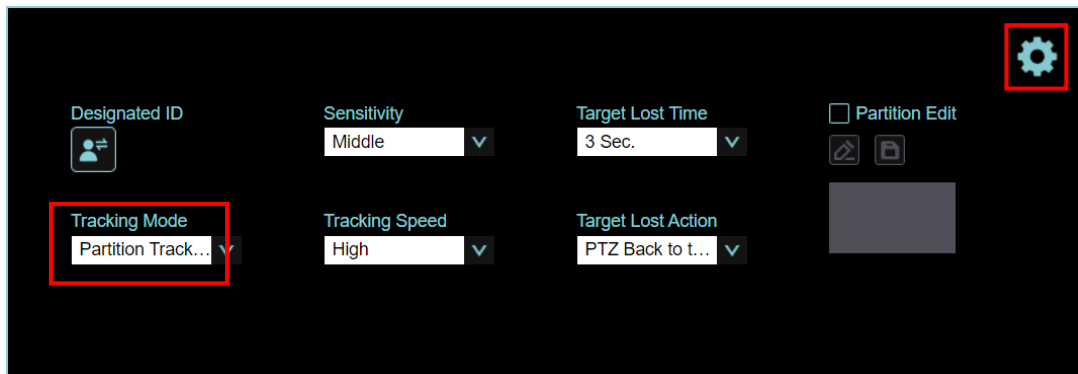 Designated ID
Sensitivity
Middle
Target Lost Time
3 Sec.
Partition Edit
Tracking Mode
Partition Track...
Tracking Speed
High
Target Lost Action
PTZ Back to t...